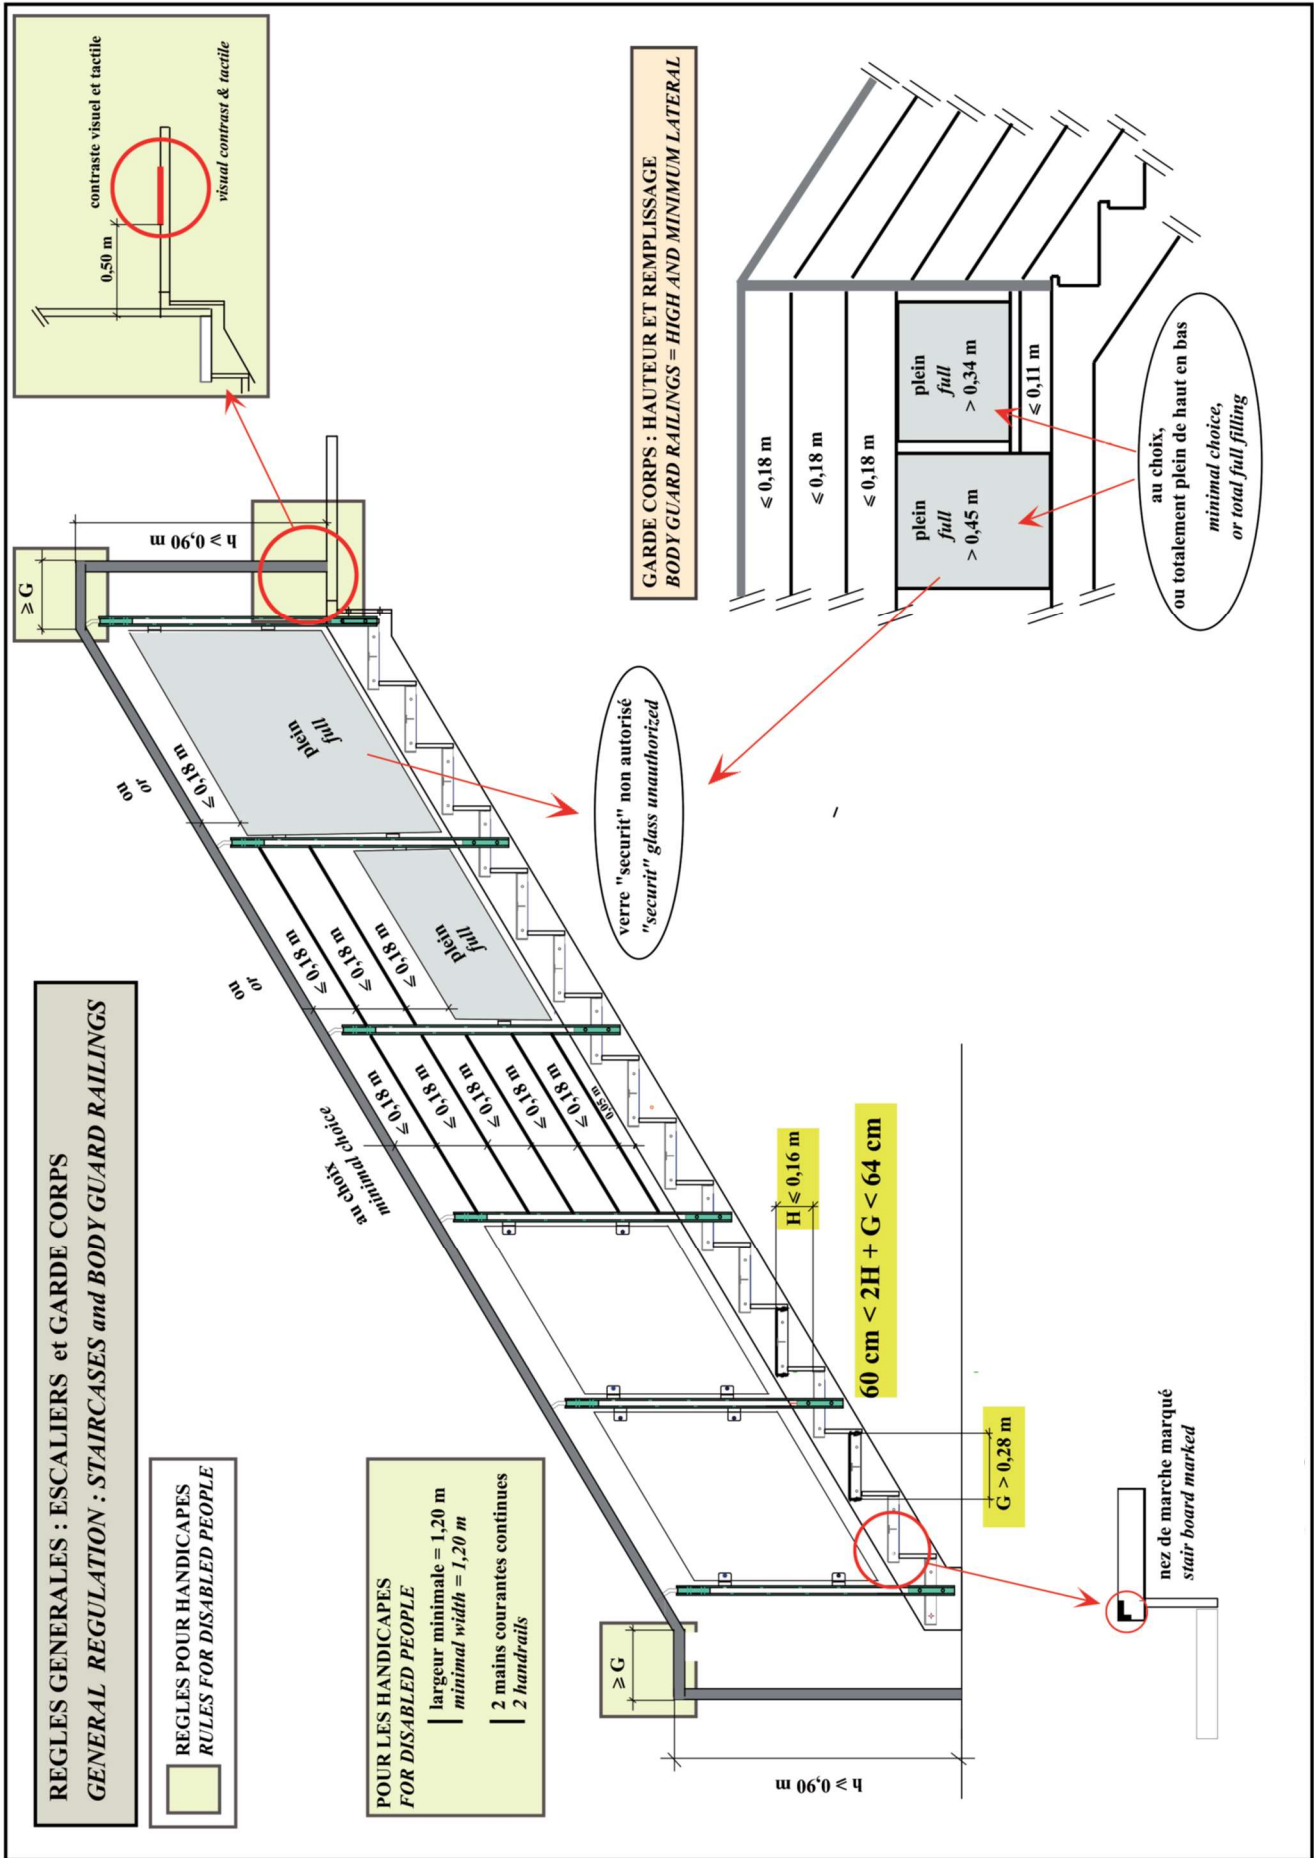 REGLES GENERALES : ESCALIERS et GARDE CORPS
GENERAL REGULATION : STAIRCASES and BODY GUARD RAILINGS
REGLES POUR HANDICAPES
RULES FOR DISABLED PEOPLE
POUR LES HANDICAPES
FOR DISABLED PEOPLE
largeur minimale = 1,20 m
minimal width = 1,20 m
2 mains courantes continues
2 handrails
≥ G
h ≥ 0,90 m
au choix
minimal choice
≤ 0,18 m
≤ 0,18 m
≤ 0,18 m
≤ 0,18 m
≤ 0,18 m
0,05 m
ou
or
≤ 0,18 m
≤ 0,18 m
≤ 0,18 m
plein
full
ou
or
≤ 0,18 m
plein
full
≥ G
h ≥ 0,90 m
contraste visuel et tactile
0,50 m
visual contrast & tactile
H ≤ 0,16 m
60 cm < 2H + G < 64 cm
G > 0,28 m
nez de marche marqué
stair board marked
verre "securit" non autorisé
"securit" glass unauthorized
GARDE CORPS : HAUTEUR ET REMPLISSAGE
BODY GUARD RAILINGS = HIGH AND MINIMUM LATERAL
≤ 0,18 m
≤ 0,18 m
≤ 0,18 m
plein
full
> 0,45 m
plein
full
> 0,34 m
≤ 0,11 m
au choix,
ou totalement plein de haut en bas
minimal choice,
or total full filling